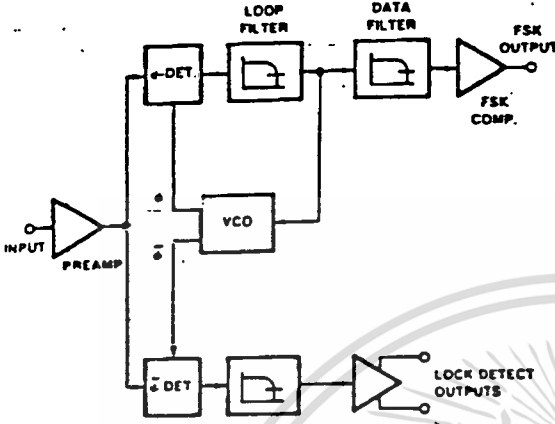 LOOP
FILTER
DATA
FILTER
FSK
OUTPUT
φ-DET.
FSK
COMP.
φ
VCO
φ̄
INPUT
PREAMP
φ̄ DET
LOCK DETECT
OUTPUTS